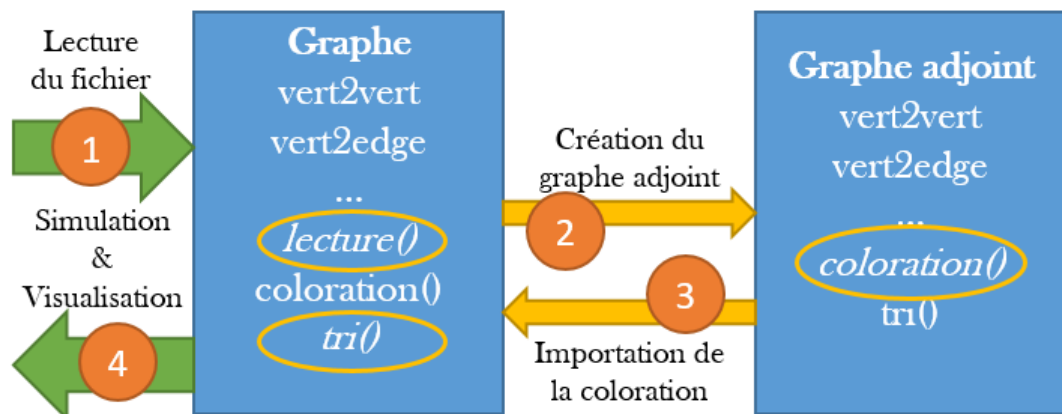 Lecture
du fichier
1
Simulation
&
Visualisation
4
Graphe
vert2vert
vert2edge
...
lecture()
coloration()
tri()
Création du
graphe adjoint
2
3
Importation de
la coloration
Graphe adjoint
vert2vert
vert2edge
...
coloration()
tri()